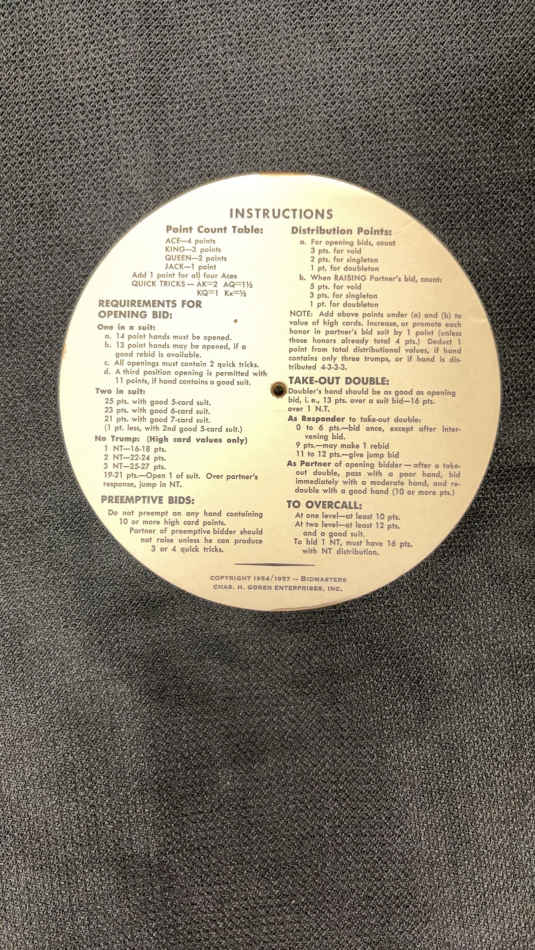 INSTRUCTIONS
Point Count Table:
ACE—4 points
KING—3 points
QUEEN—2 points
JACK—1 point
Add 1 point for all four Aces
QUICK TRICKS — AK=2 AQ=1½
KQ=1 Kx=½
REQUIREMENTS FOR
OPENING BID:
One in a suit:
a. 14 point hands must be opened.
b. 13 point hands may be opened, if a
good rebid is available.
c. All openings must contain 2 quick tricks.
d. A third position opening is permitted with
11 points, if hand contains a good suit.
Two in suit:
25 pts. with good 5-card suit.
23 pts. with good 6-card suit.
21 pts. with good 7-card suit.
(1 pt. less, with 2nd good 5-card suit.)
No Trump: (High card values only)
1 NT—16-18 pts.
2 NT—22-24 pts.
3 NT—25-27 pts.
19-21 pts.—Open 1 of suit. Over partner's
response, jump in NT.
PREEMPTIVE BIDS:
Do not preempt on any hand containing
10 or more high card points.
Partner of preemptive bidder should
not raise unless he can produce
3 or 4 quick tricks.
Distribution Points:
a. For opening bids, count
3 pts. for void
2 pts. for singleton
1 pt. for doubleton
b. When RAISING Partner's bid, count:
5 pts. for void
3 pts. for singleton
1 pt. for doubleton
NOTE: Add above points under (a) and (b) to
value of high cards. Increase, or promote each
honor in partner's bid suit by 1 point (unless
these honors already total 4 pts.) Deduct 1
point from total distributional values, if hand
contains only three trumps, or if hand is dis-
tributed 4-3-3-3.
TAKE-OUT DOUBLE:
Doubler's hand should be as good as opening
bid, i. e., 13 pts. over a suit bid—16 pts.
over 1 N.T.
As Responder to take-out double:
0 to 6 pts.—bid once, except after inter-
vening bid.
9 pts.—may make 1 rebid
11 to 12 pts.—give jump bid
As Partner of opening bidder — after a take-
out double, pass with a poor hand, bid
immediately with a moderate hand, and re-
double with a good hand (10 or more pts.)
TO OVERCALL:
At one level—at least 10 pts.
At two level—at least 12 pts.
and a good suit.
To bid 1 NT, must have 16 pts.
with NT distribution.
COPYRIGHT 1954/1957 — BIDMASTERS
CHAS. H. GOREN ENTERPRISES, INC.